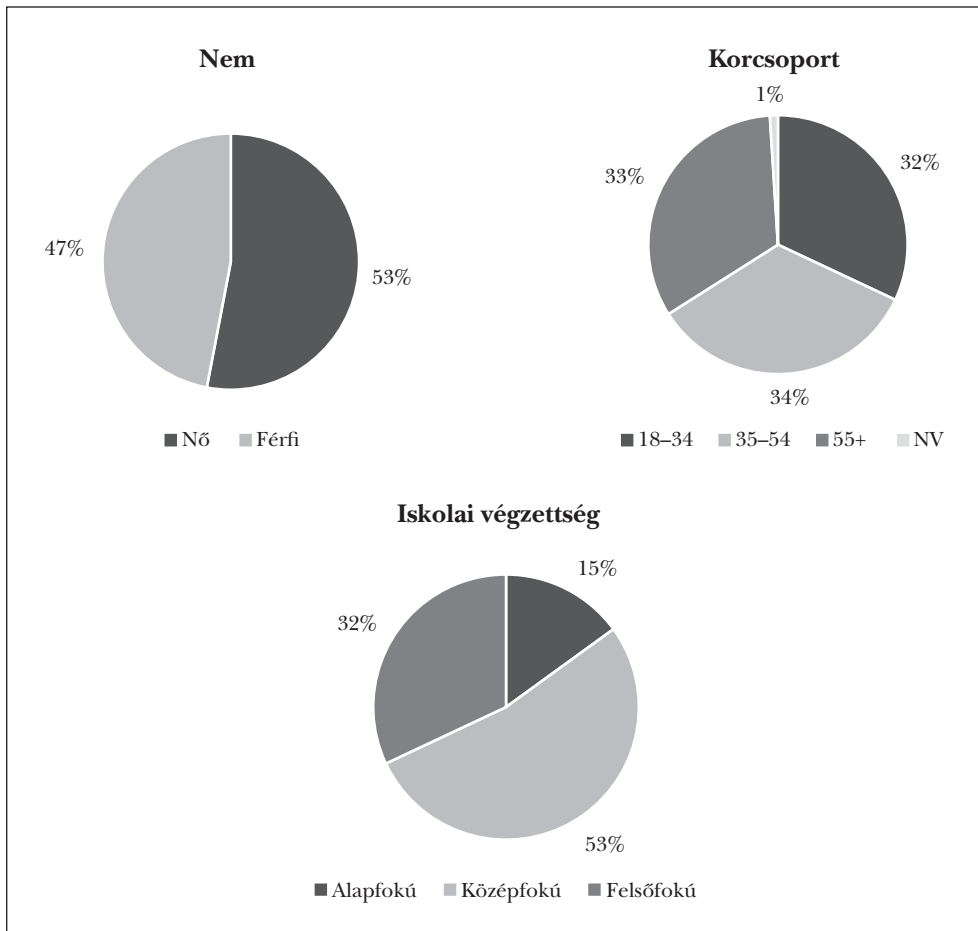 Nem
47%
53%
Nő Férfi
Korcsoport
1%
33%
32%
34%
18–34 35–54 55+ NV
Iskolai végzettség
15%
32%
53%
Alapfokú Középfokú Felsőfokú